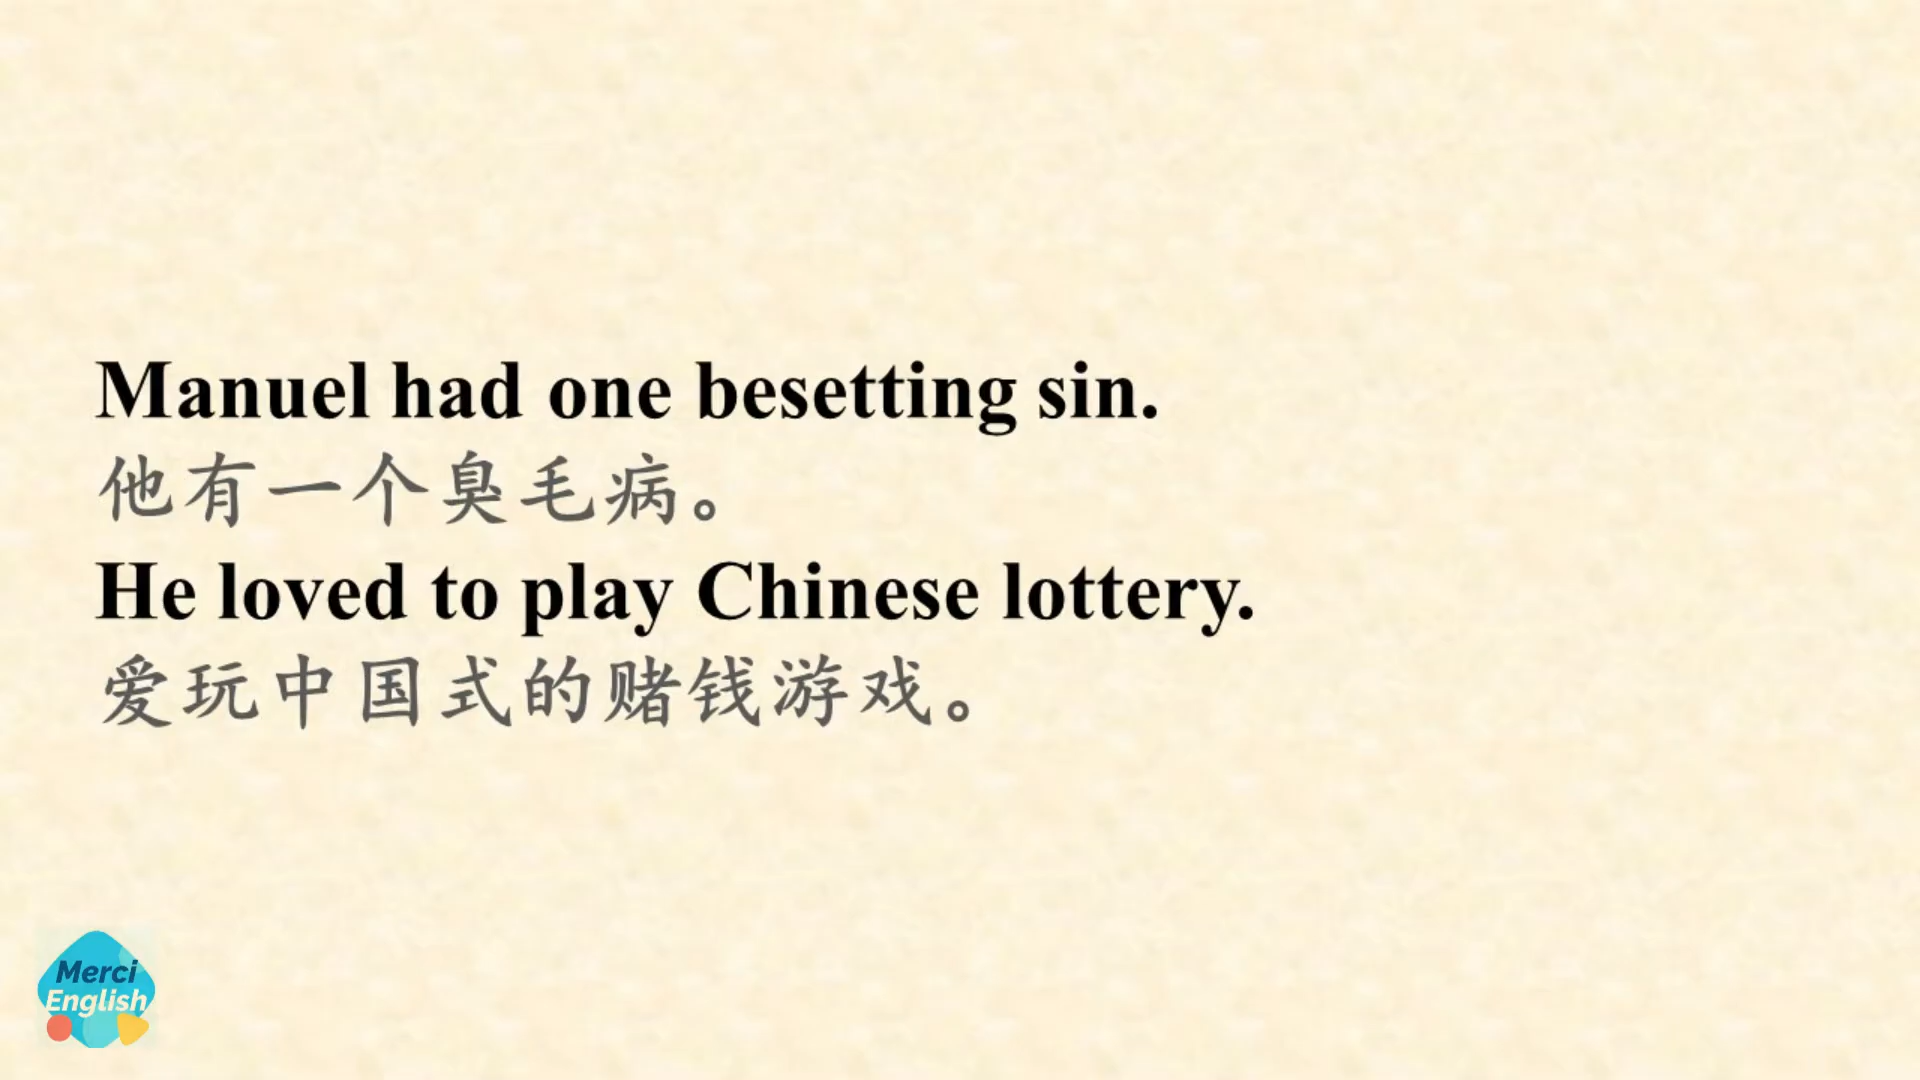 Manuel had one besetting sin.
他有一个臭毛病。
He loved to play Chinese lottery.
爱玩中国式的赌钱游戏。
Merci
English